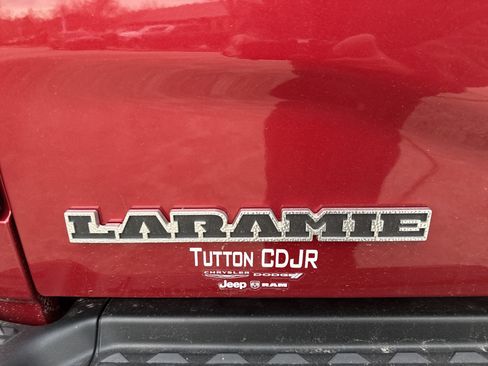 LARAMIE
TUTTON CDJR
CHRYSLER DODGE
Jeep RAM